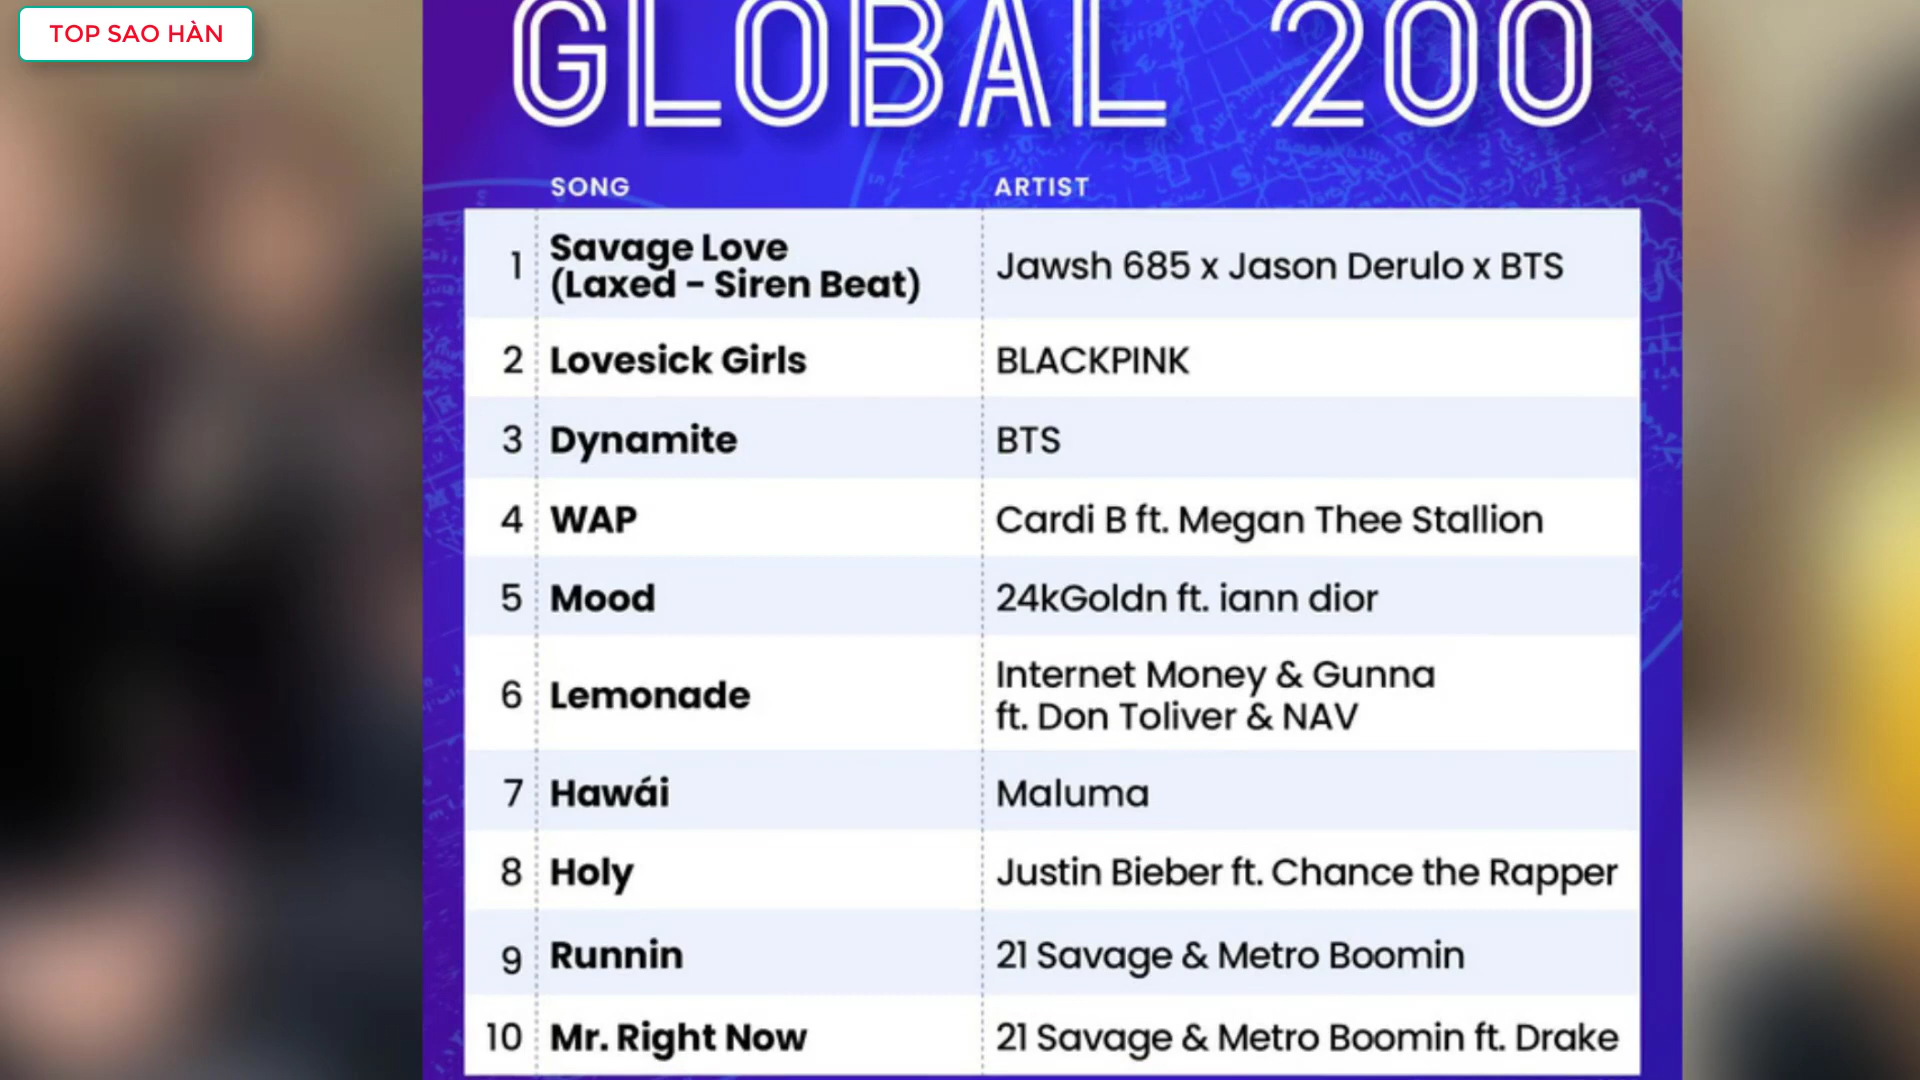 TOP SAO HÀN
GLOBAL 200
SONG ARTIST
1 Savage Love (Laxed - Siren Beat) Jawsh 685 x Jason Derulo x BTS
2 Lovesick Girls BLACKPINK
3 Dynamite BTS
4 WAP Cardi B ft. Megan Thee Stallion
5 Mood 24kGoldn ft. iann dior
6 Lemonade Internet Money & Gunna ft. Don Toliver & NAV
7 Hawái Maluma
8 Holy Justin Bieber ft. Chance the Rapper
9 Runnin 21 Savage & Metro Boomin
10 Mr. Right Now 21 Savage & Metro Boomin ft. Drake